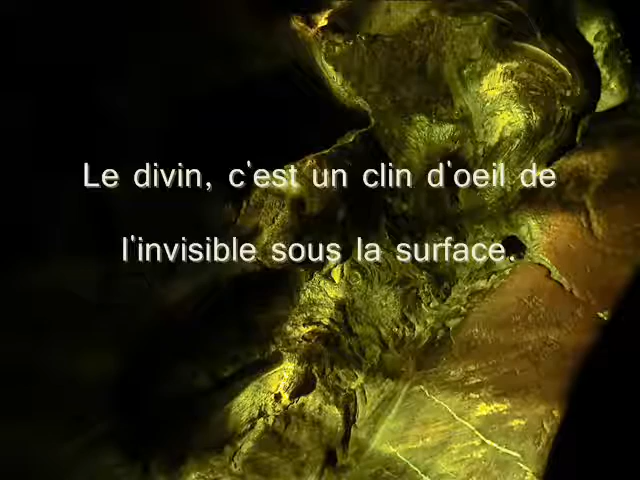 Le divin, c'est un clin d'oeil de
l'invisible sous la surface.